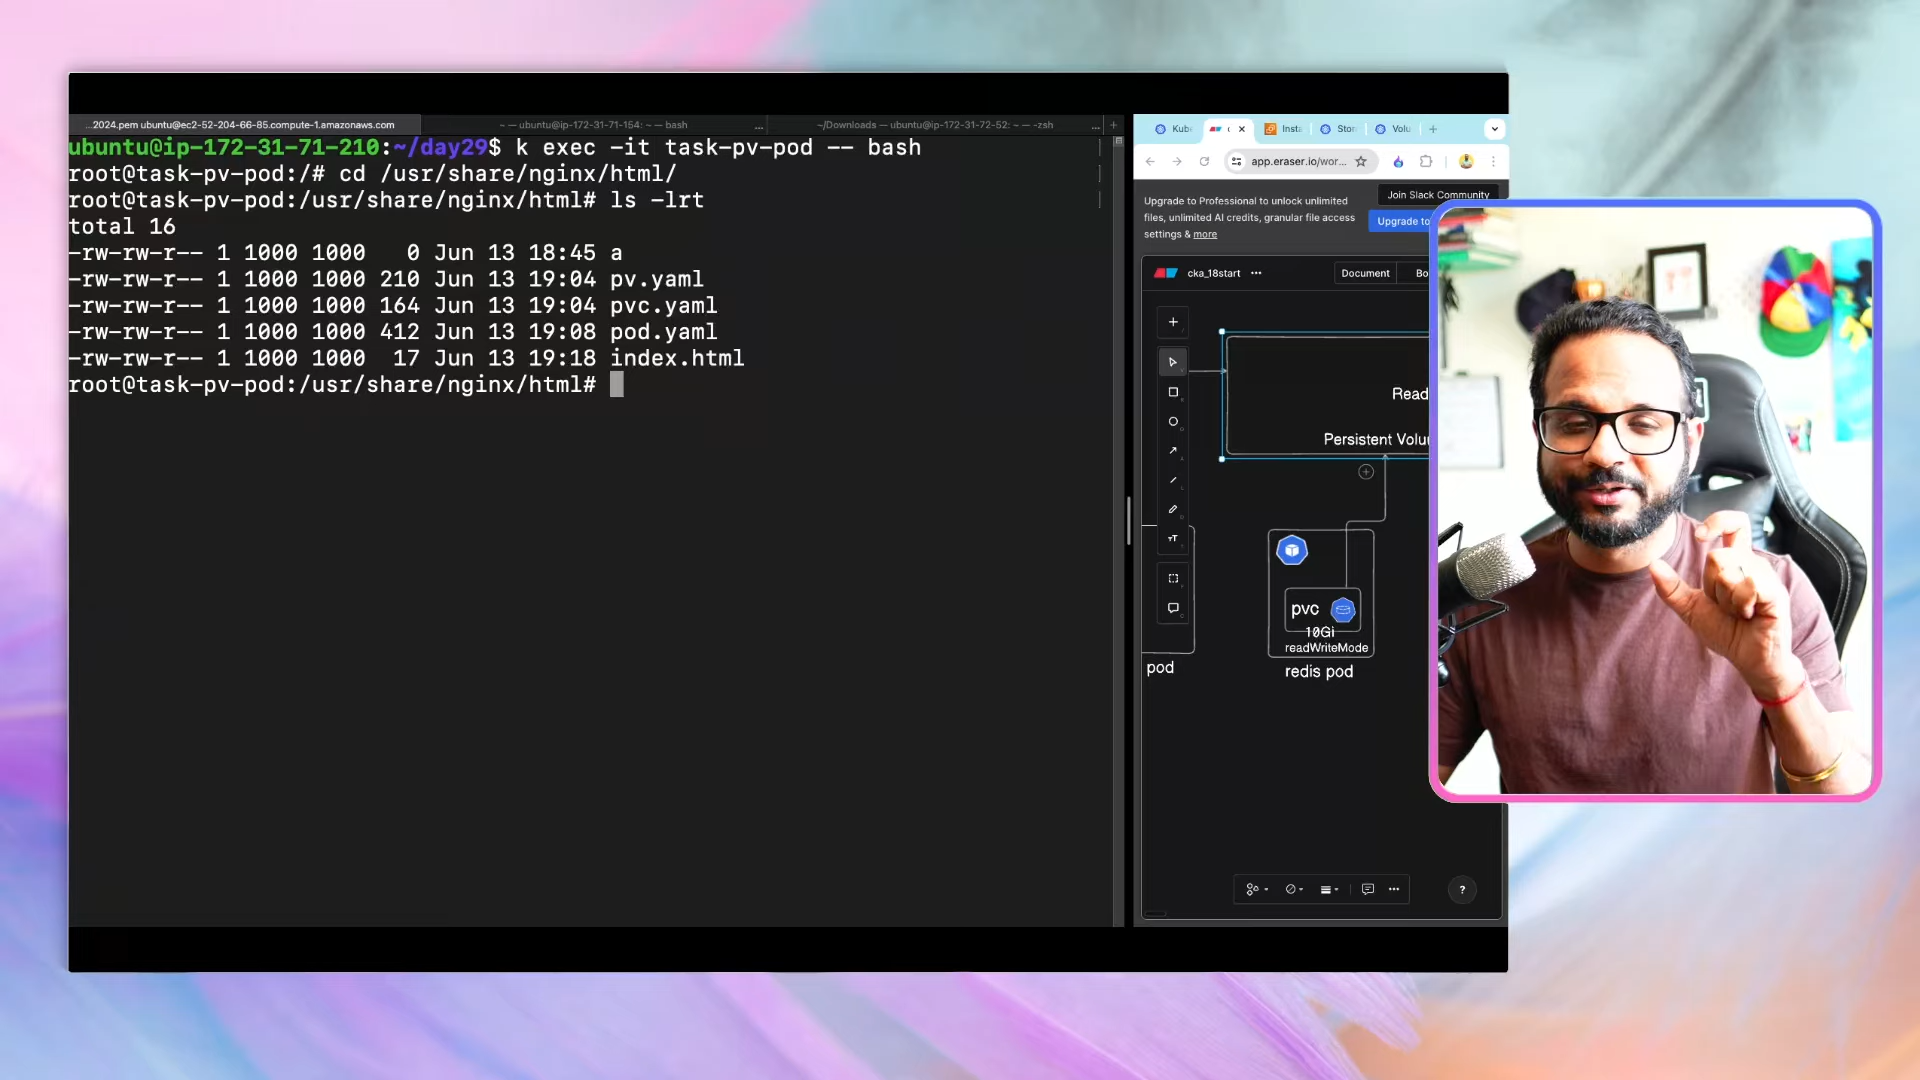 ...2024.pem ubuntu@ec2-52-204-66-85.compute-1.amazonaws.com
~ — ubuntu@ip-172-31-71-154: ~ — bash ...
~/Downloads — ubuntu@ip-172-31-72-52: ~ — -zsh ... +
ubuntu@ip-172-31-71-210:~/day29$ k exec -it task-pv-pod -- bash
root@task-pv-pod:/# cd /usr/share/nginx/html/
root@task-pv-pod:/usr/share/nginx/html# ls -lrt
total 16
-rw-rw-r-- 1 1000 1000   0 Jun 13 18:45 a
-rw-rw-r-- 1 1000 1000 210 Jun 13 19:04 pv.yaml
-rw-rw-r-- 1 1000 1000 164 Jun 13 19:04 pvc.yaml
-rw-rw-r-- 1 1000 1000 412 Jun 13 19:08 pod.yaml
-rw-rw-r-- 1 1000 1000  17 Jun 13 19:18 index.html
root@task-pv-pod:/usr/share/nginx/html#
Kube
Insta
Stor
Volu
app.eraser.io/wor...
Upgrade to Professional to unlock unlimited
files, unlimited AI credits, granular file access
settings & more
Join Slack Community
Upgrade to
cka_18start ...
Document
Bo
Read
Persistent Volu
pvc
10Gi
readWriteMode
redis pod
pod
?